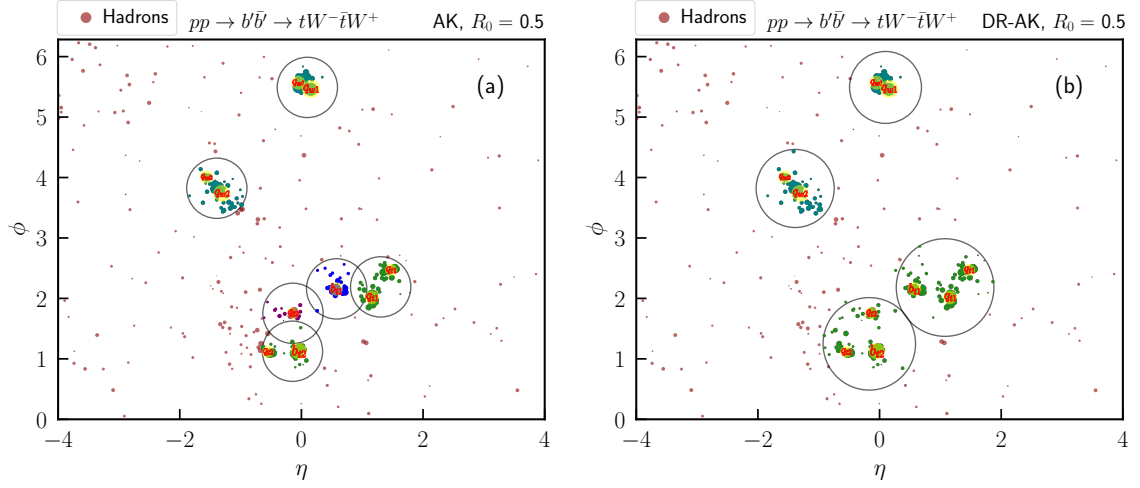 Hadrons pp → b′b̄′ → tW⁻t̄W⁺ AK, R₀ = 0.5
(a)
6
5
4
3
2
1
0
ϕ
−4 −2 0 2 4
η
Hadrons pp → b′b̄′ → tW⁻t̄W⁺ DR-AK, R₀ = 0.5
(b)
6
5
4
3
2
1
0
ϕ
−4 −2 0 2 4
η